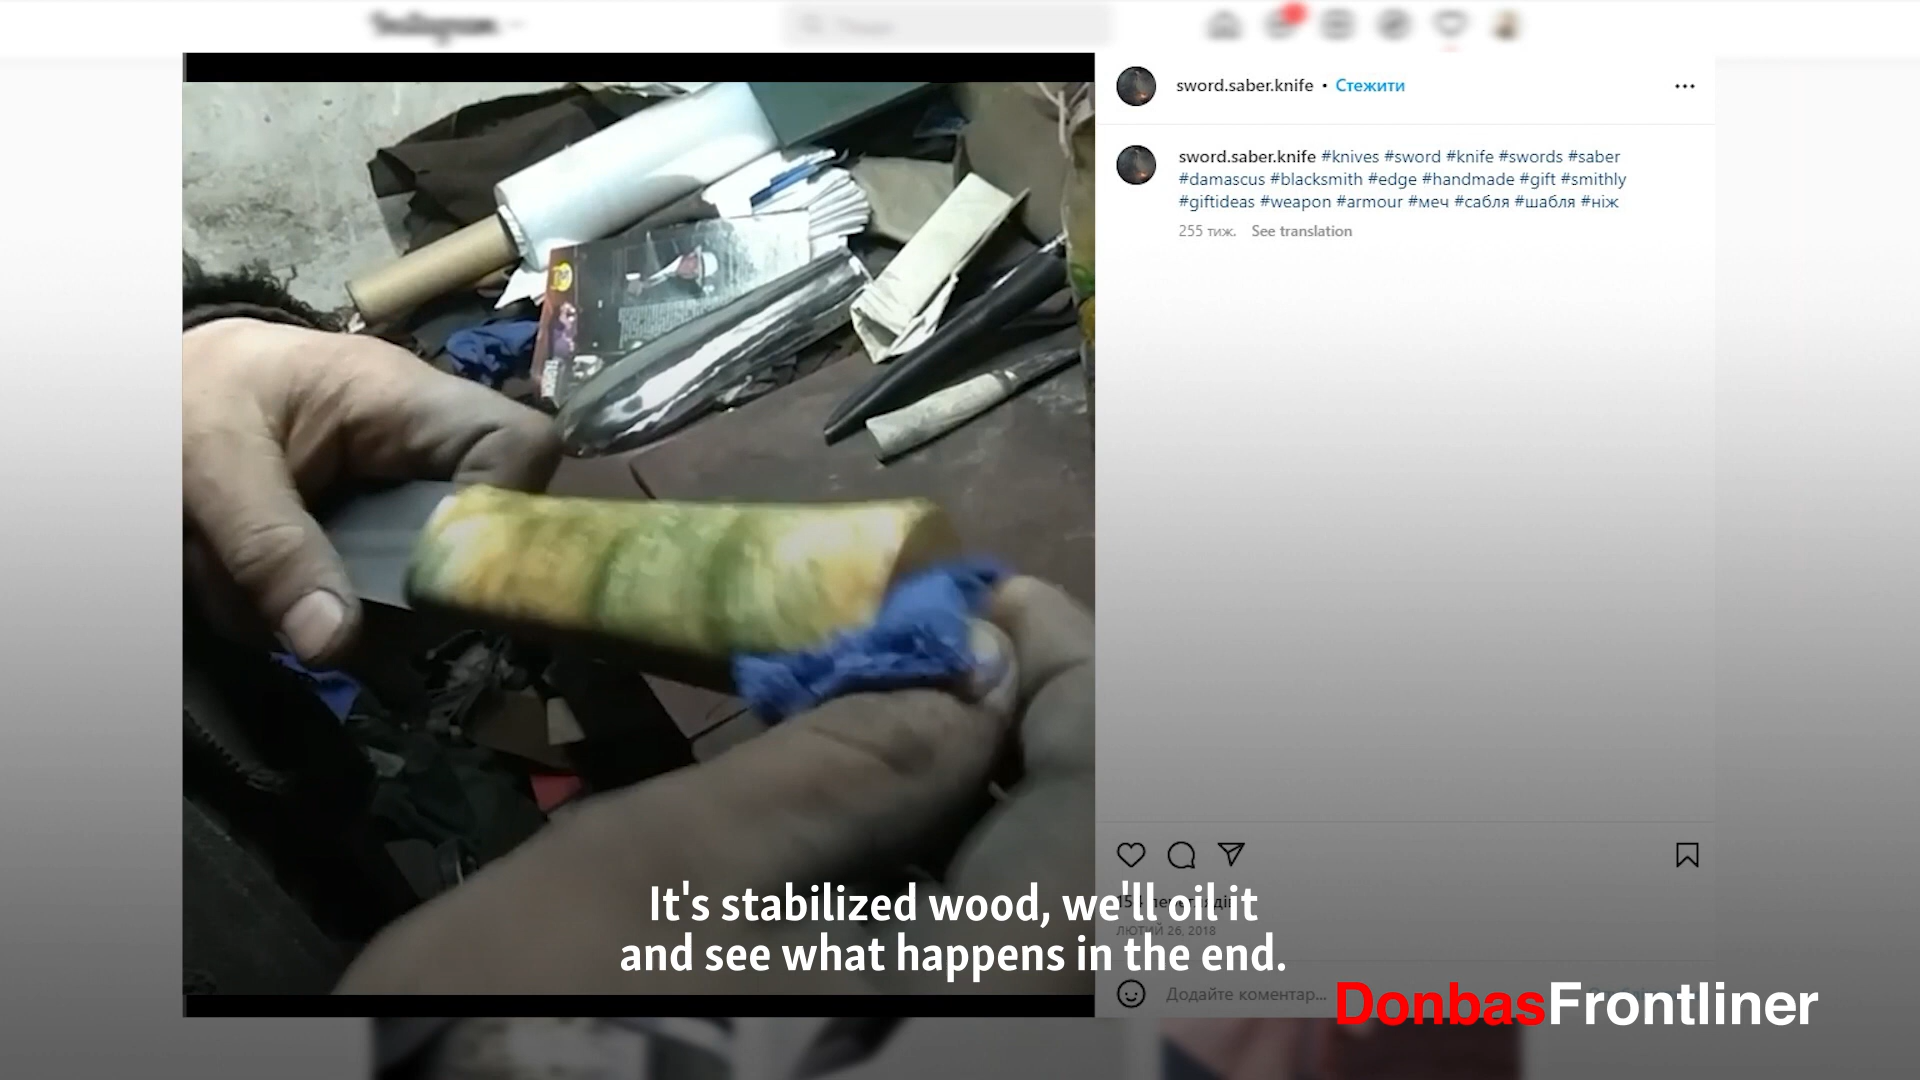 sword.saber.knife • Стежити
sword.saber.knife #knives #sword #knife #swords #saber
#damascus #blacksmith #edge #handmade #gift #smithly
#giftideas #weapon #armour #меч #сабля #шабля #ніж
255 тиж. See translation
ЛЮТИЙ 26, 2018
Додайте коментар...
It's stabilized wood, we'll oil it
and see what happens in the end.
DonbasFrontliner